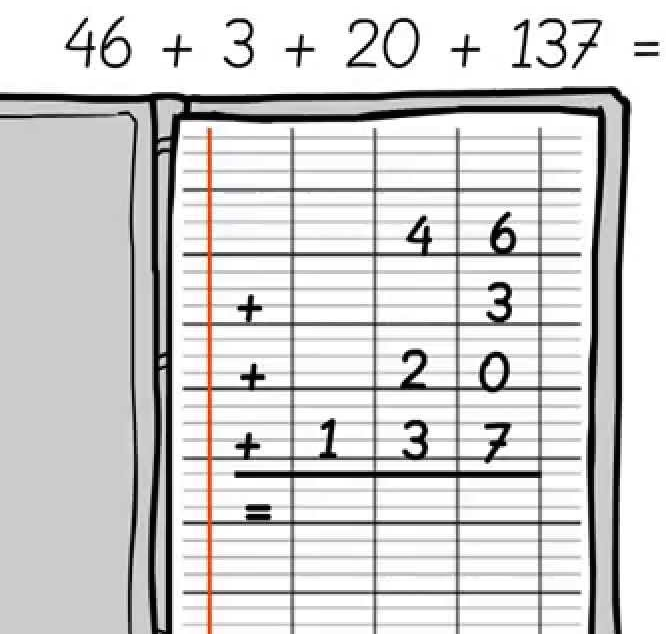 46 + 3 + 20 + 137 =
4 6
+ 3
+ 2 0
+ 1 3 7
=